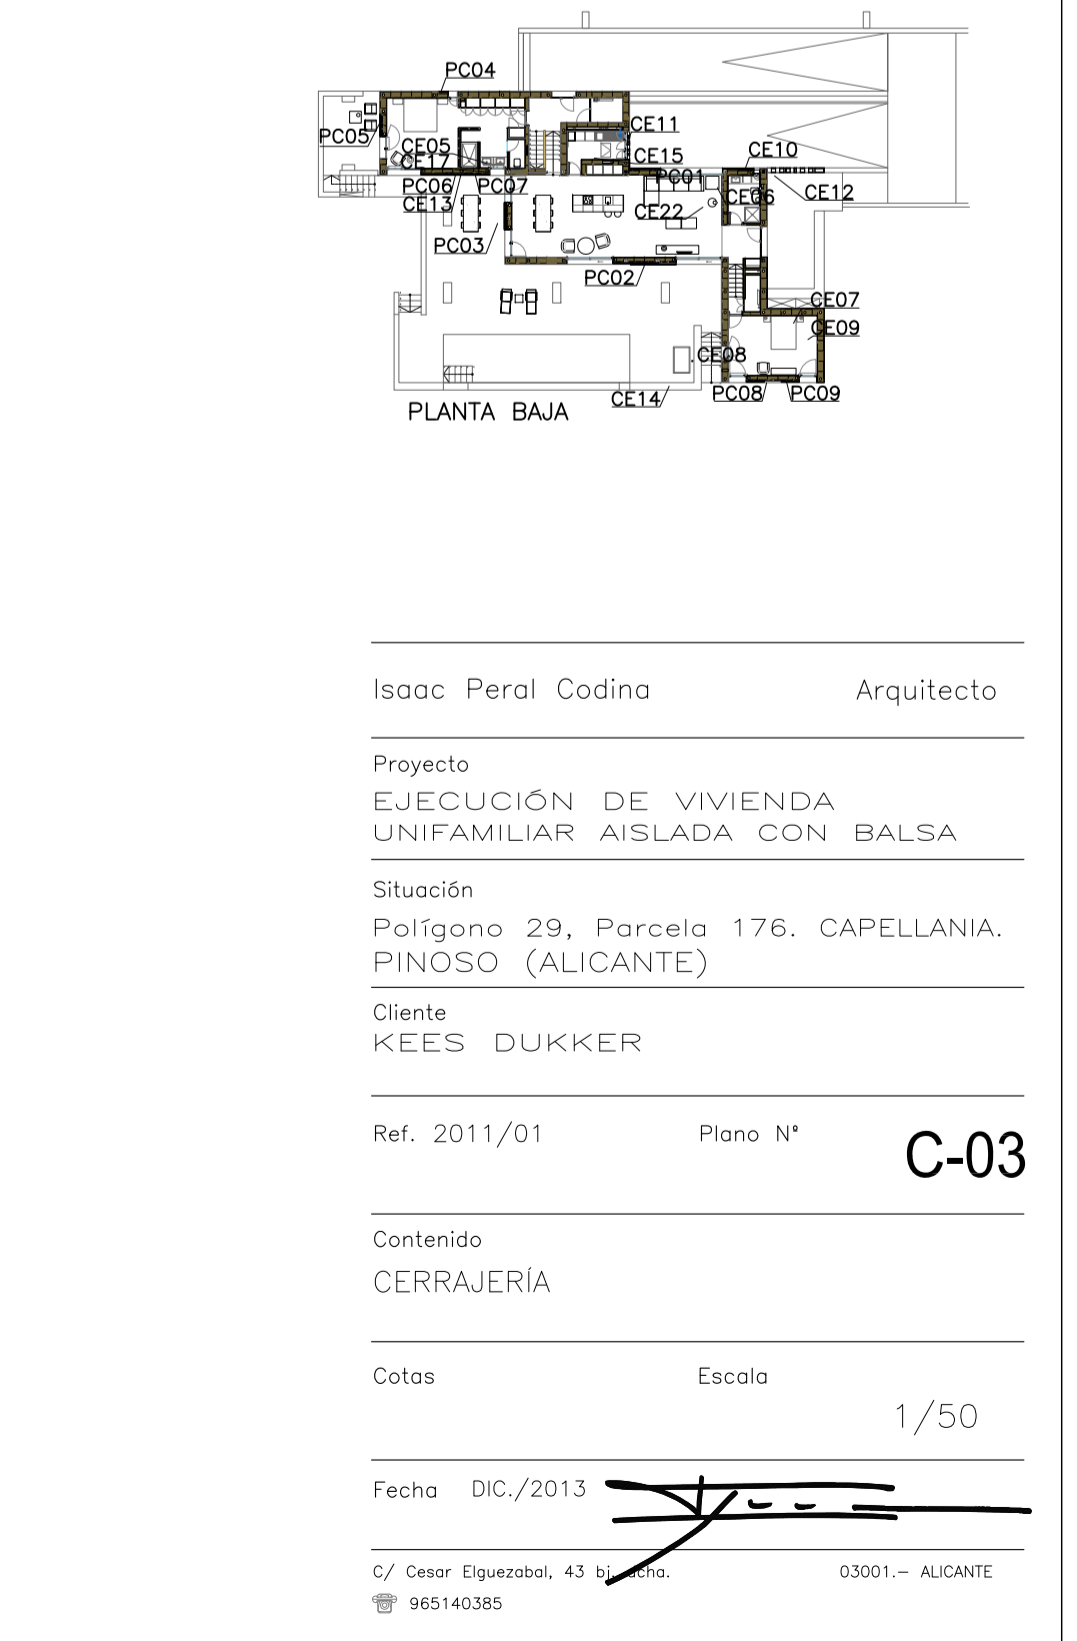 PC04
PC05
CE11
CE05
CE17
CE15
CE10
PC01
PC06 PC07
CE06
CE12
CE13
CE22
PC03
PC02
CE07
CE09
CE08
CE14
PC08 PC09
PLANTA BAJA
Isaac Peral Codina Arquitecto
Proyecto
EJECUCIÓN DE VIVIENDA
UNIFAMILIAR AISLADA CON BALSA
Situación
Polígono 29, Parcela 176. CAPELLANIA.
PINOSO (ALICANTE)
Cliente
KEES DUKKER
Ref. 2011/01 Plano Nº C-03
Contenido
CERRAJERÍA
Cotas Escala
1/50
Fecha DIC./2013
C/ Cesar Elguezabal, 43 bj. dcha. 03001.- ALICANTE
965140385